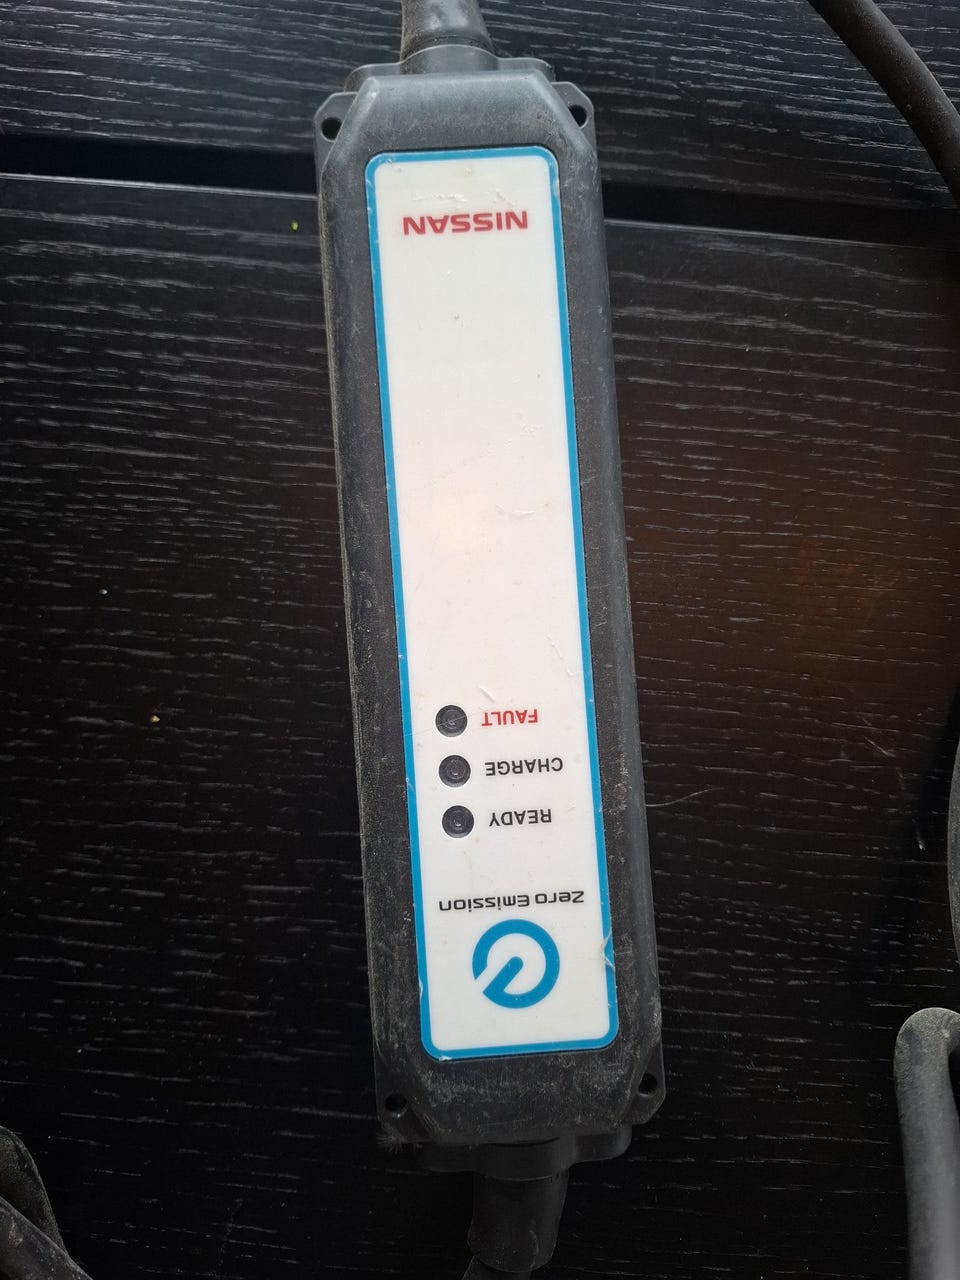 Zero Emission
READY
CHARGE
FAULT
NISSAN